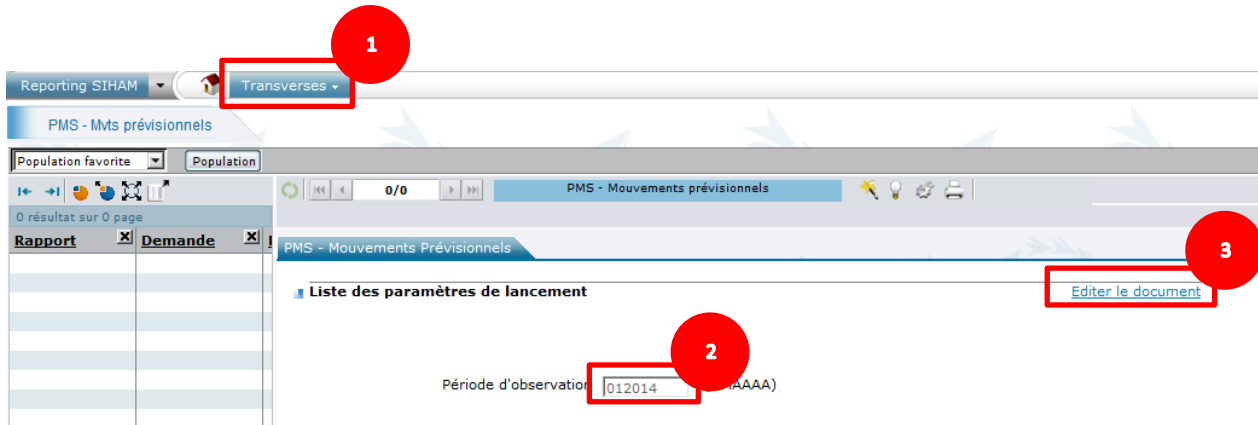 1
Reporting SIHAM Transverses
PMS - Mvts prévisionnels
Population favorite Population
0/0 PMS - Mouvements prévisionnels
0 résultat sur 0 page
Rapport Demande
PMS - Mouvements Prévisionnels
3
Liste des paramètres de lancement Editer le document
2
Période d'observation 012014 AAAA)